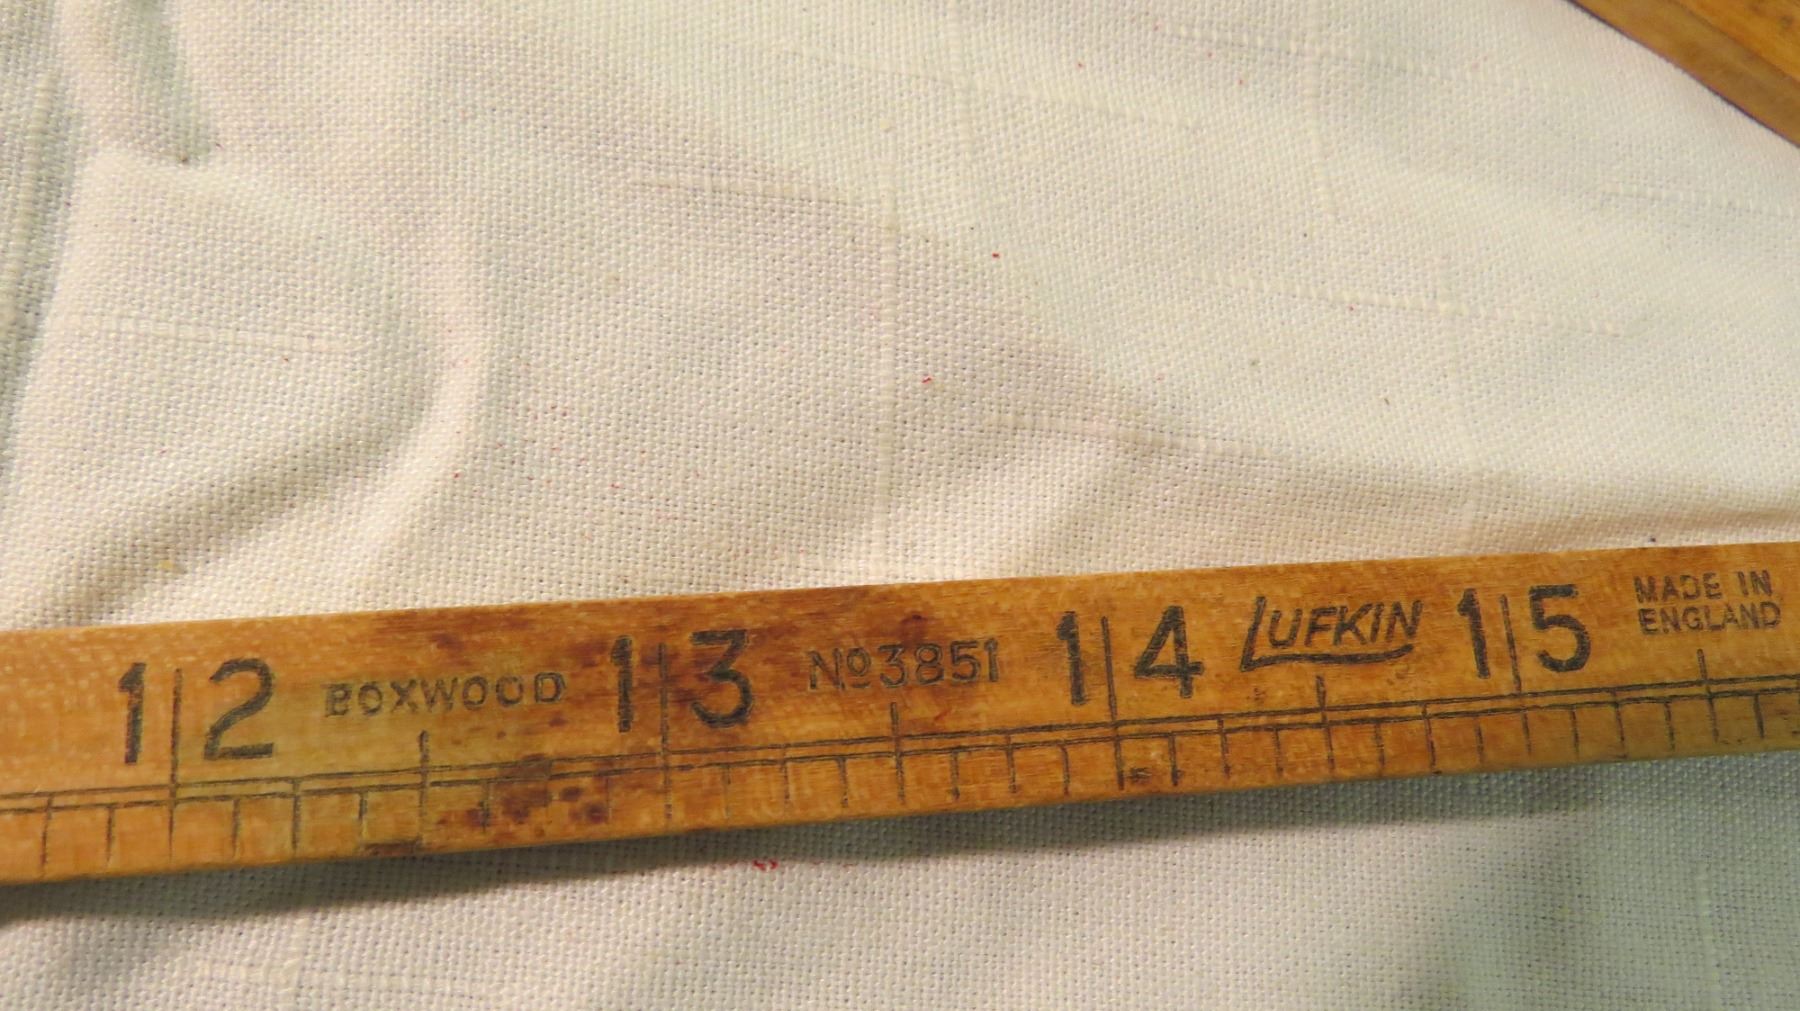 12 BOXWOOD 13 Nº3851 14 LUFKIN 15 MADE IN
ENGLAND